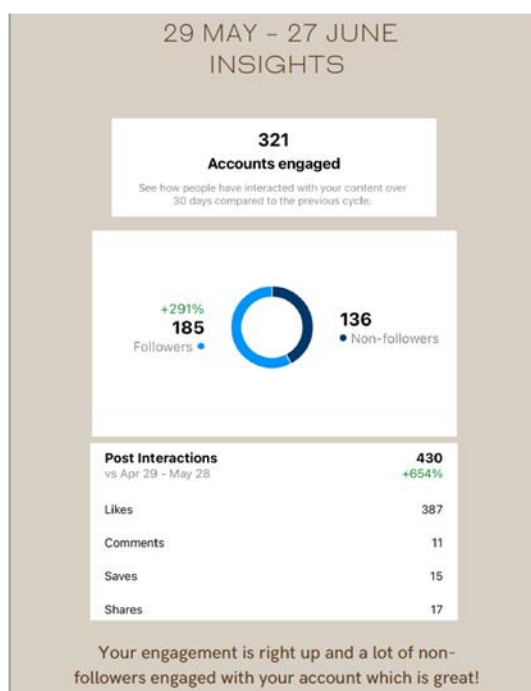 29 MAY – 27 JUNE
INSIGHTS
321
Accounts engaged
See how people have interacted with your content over
30 days compared to the previous cycle.
+291%
185
Followers
136
Non-followers
Post Interactions 430
vs Apr 29 - May 28 +654%
Likes 387
Comments 11
Saves 15
Shares 17
Your engagement is right up and a lot of non-
followers engaged with your account which is great!